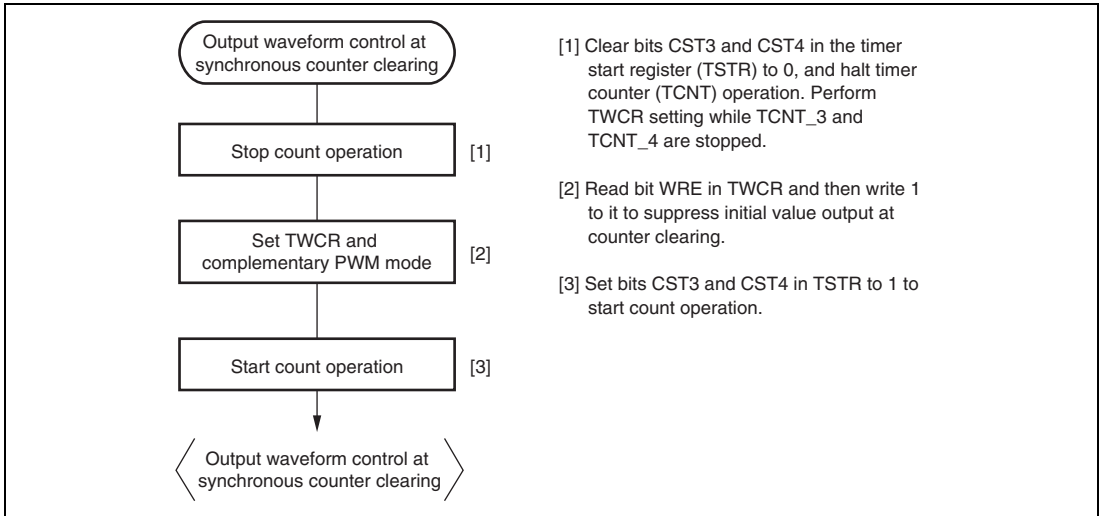 Output waveform control at
synchronous counter clearing
Stop count operation
[1]
Set TWCR and
complementary PWM mode
[2]
Start count operation
[3]
Output waveform control at
synchronous counter clearing
[1] Clear bits CST3 and CST4 in the timer
start register (TSTR) to 0, and halt timer
counter (TCNT) operation. Perform
TWCR setting while TCNT_3 and
TCNT_4 are stopped.
[2] Read bit WRE in TWCR and then write 1
to it to suppress initial value output at
counter clearing.
[3] Set bits CST3 and CST4 in TSTR to 1 to
start count operation.